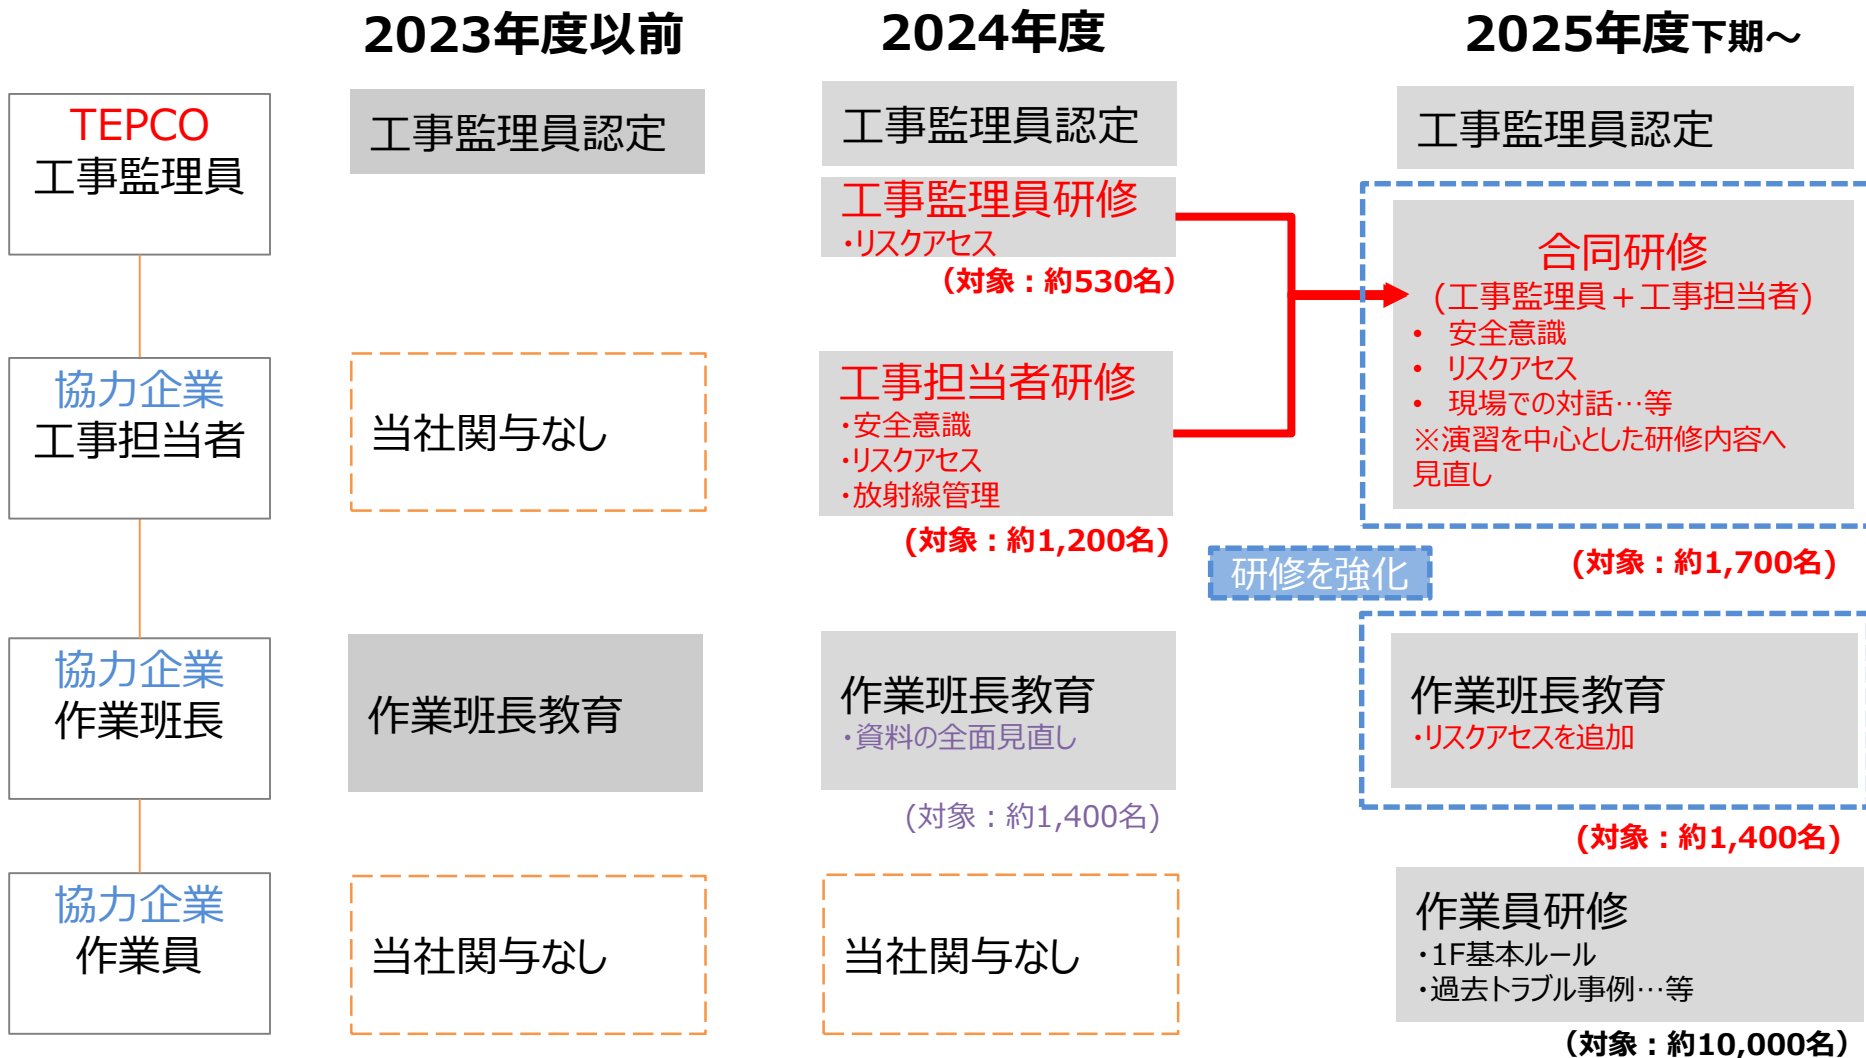 2023年度以前
2024年度
2025年度下期～
TEPCO
工事監理員
工事監理員認定
工事監理員認定
工事監理員研修
・リスクアセス
（対象：約530名）
工事監理員認定
合同研修
(工事監理員＋工事担当者)
• 安全意識
• リスクアセス
• 現場での対話…等
※演習を中心とした研修内容へ
見直し
(対象：約1,700名)
協力企業
工事担当者
当社関与なし
工事担当者研修
・安全意識
・リスクアセス
・放射線管理
(対象：約1,200名)
研修を強化
協力企業
作業班長
作業班長教育
作業班長教育
・資料の全面見直し
(対象：約1,400名)
作業班長教育
・リスクアセスを追加
(対象：約1,400名)
協力企業
作業員
当社関与なし
当社関与なし
作業員研修
・1F基本ルール
・過去トラブル事例…等
（対象：約10,000名）